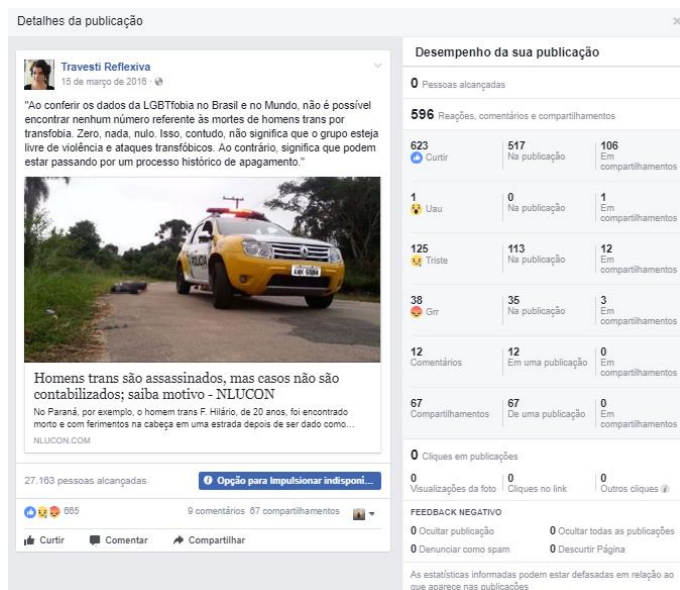 Detalhes da publicação
Travesti Reflexiva
15 de março de 2016
"Ao conferir os dados da LGBTfobia no Brasil e no Mundo, não é possível
encontrar nenhum número referente às mortes de homens trans por
transfobia. Zero, nada, nulo. Isso, contudo, não significa que o grupo esteja
livre de violência e ataques transfóbicos. Ao contrário, significa que podem
estar passando por um processo histórico de apagamento."
Homens trans são assassinados, mas casos não são
contabilizados; saiba motivo - NLUCON
No Paraná, por exemplo, o homem trans F. Hilário, de 20 anos, foi encontrado
morto e com ferimentos na cabeça em uma estrada depois de ser dado como...
NLUCON.COM
27.163 pessoas alcançadas
Opção para Impulsionar indisponí...
665
9 comentários 67 compartilhamentos
Curtir Comentar Compartilhar
Desempenho da sua publicação
0 Pessoas alcançadas
596 Reações, comentários e compartilhamentos
623 517 106
Curtir Na publicação Em
compartilhamentos
1 0 1
Uau Na publicação Em
compartilhamentos
125 113 12
Triste Na publicação Em
compartilhamentos
38 35 3
Grr Na publicação Em
compartilhamentos
12 12 0
Comentários Em uma publicação Em
compartilhamentos
67 67 0
Compartilhamentos De uma publicação Em
compartilhamentos
0 Cliques em publicações
0 0 0
Visualizações da foto Cliques no link Outros cliques
FEEDBACK NEGATIVO
0 Ocultar publicação 0 Ocultar todas as publicações
0 Denunciar como spam 0 Descurtir Página
As estatísticas informadas podem estar defasadas em relação ao
que aparece nas publicações